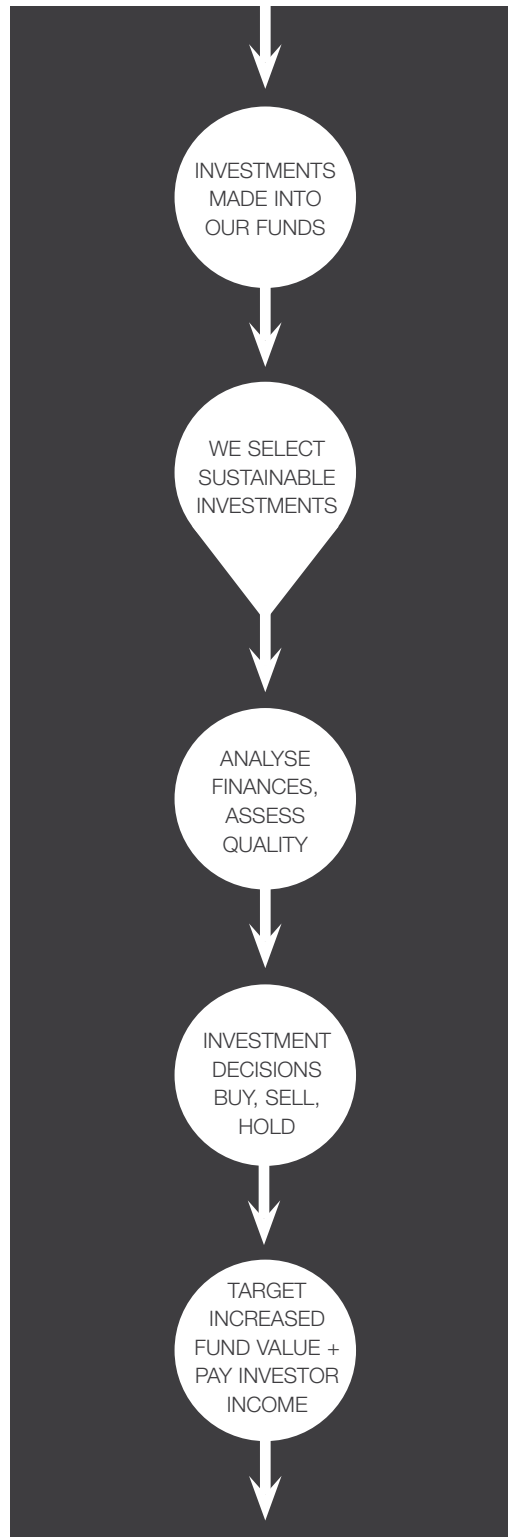 INVESTMENTS
MADE INTO
OUR FUNDS
WE SELECT
SUSTAINABLE
INVESTMENTS
ANALYSE
FINANCES,
ASSESS
QUALITY
INVESTMENT
DECISIONS
BUY, SELL,
HOLD
TARGET
INCREASED
FUND VALUE +
PAY INVESTOR
INCOME